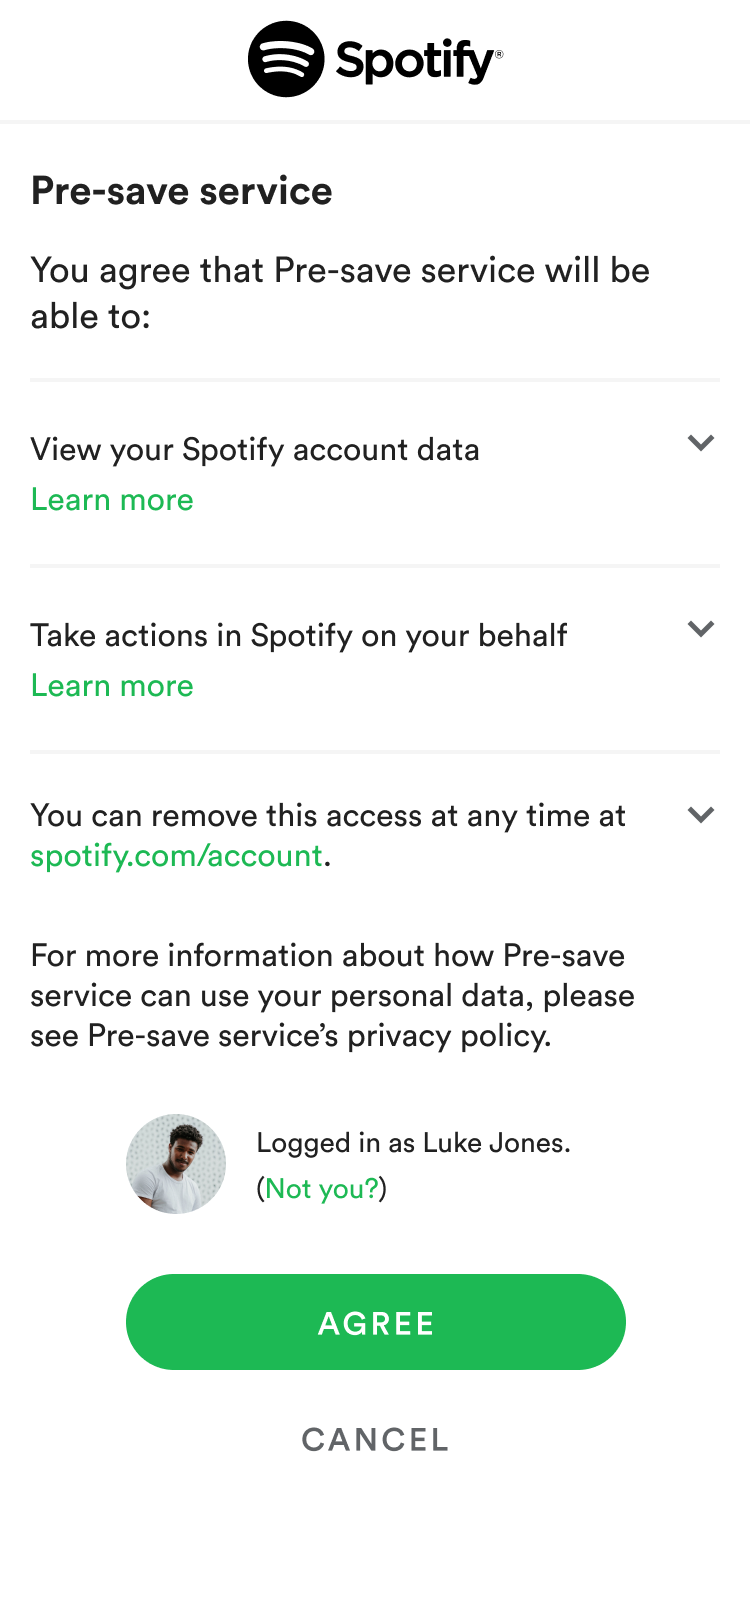 Spotify®
Pre-save service
You agree that Pre-save service will be
able to:
View your Spotify account data
Learn more
Take actions in Spotify on your behalf
Learn more
You can remove this access at any time at
spotify.com/account.
For more information about how Pre-save
service can use your personal data, please
see Pre-save service’s privacy policy.
Logged in as Luke Jones.
(Not you?)
AGREE
CANCEL